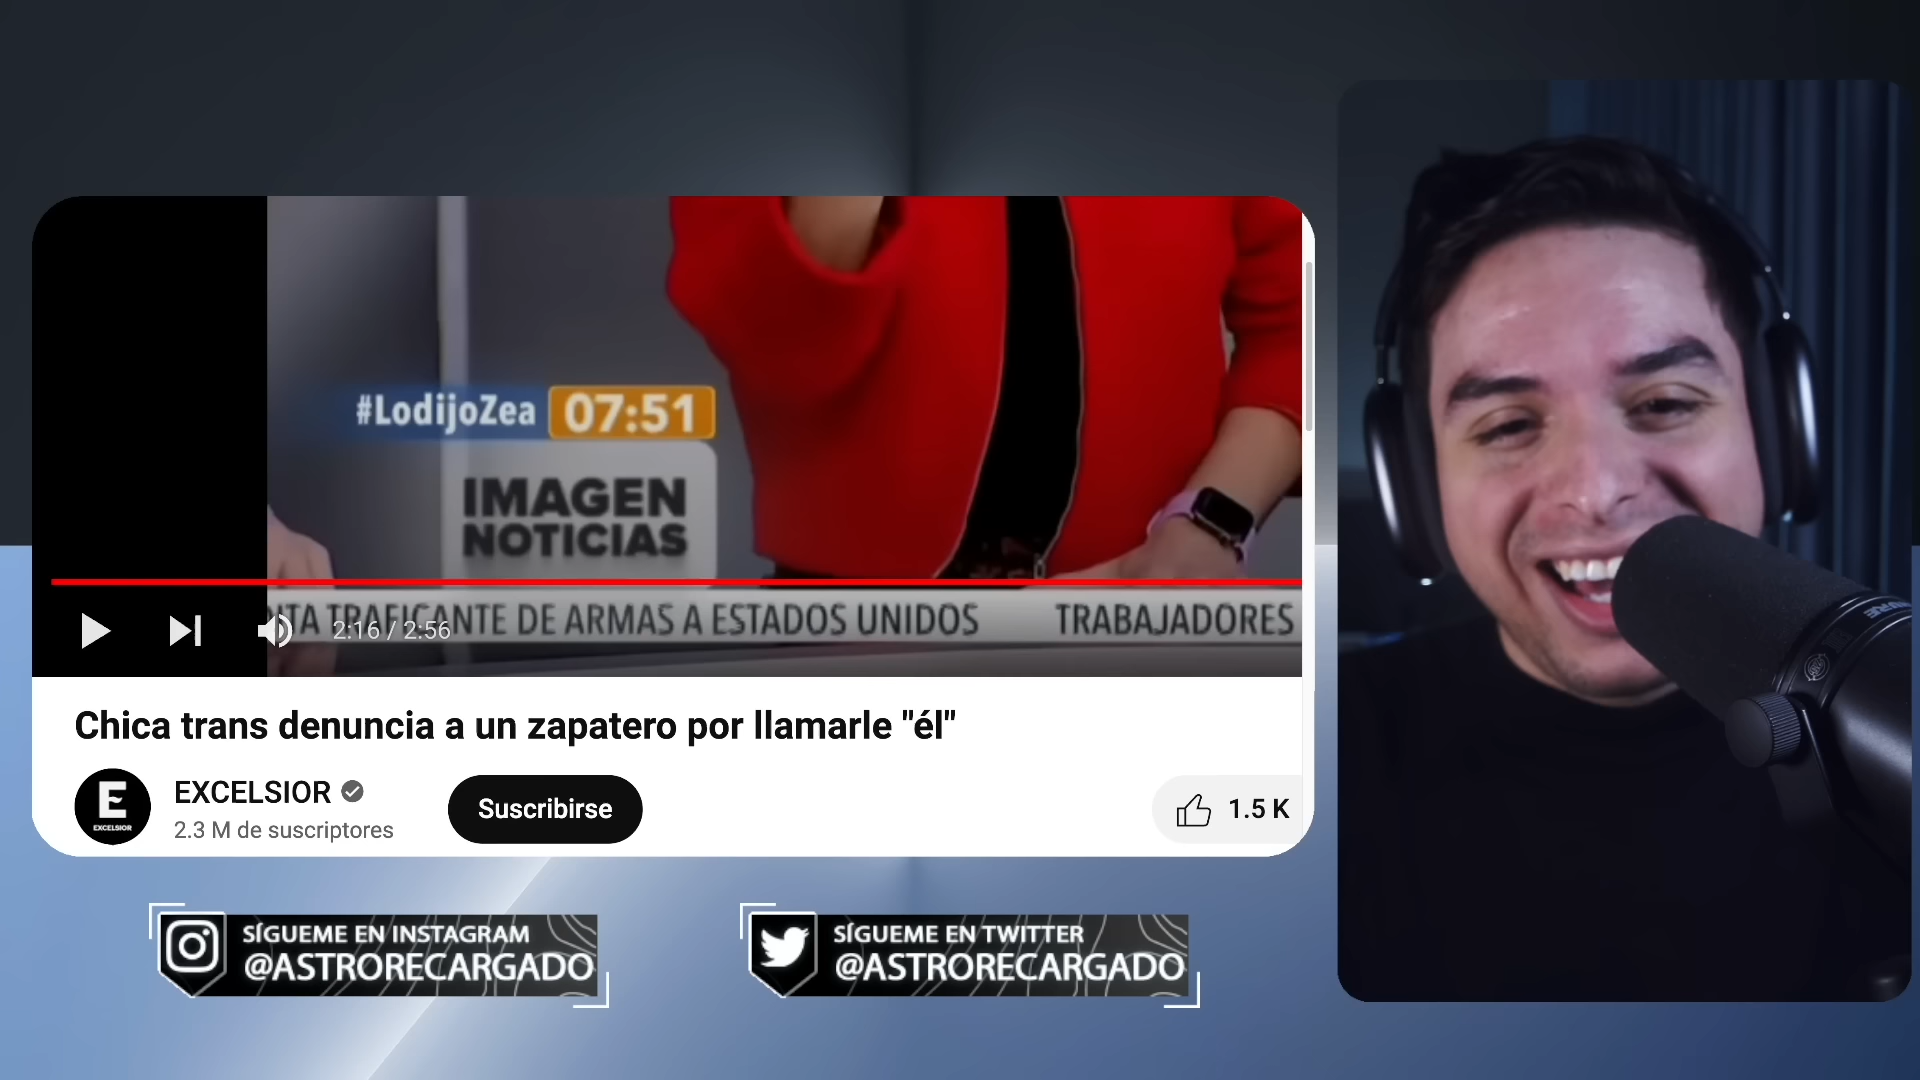 #LodijoZea 07:51
IMAGEN
NOTICIAS
TRAFICANTE DE ARMAS A ESTADOS UNIDOS TRABAJADORES
2:16 / 2:56
Chica trans denuncia a un zapatero por llamarle "él"
E
EXCELSIOR
EXCELSIOR
2.3 M de suscriptores
Suscribirse
1.5 K
SÍGUEME EN INSTAGRAM
@ASTRORECARGADO
SÍGUEME EN TWITTER
@ASTRORECARGADO